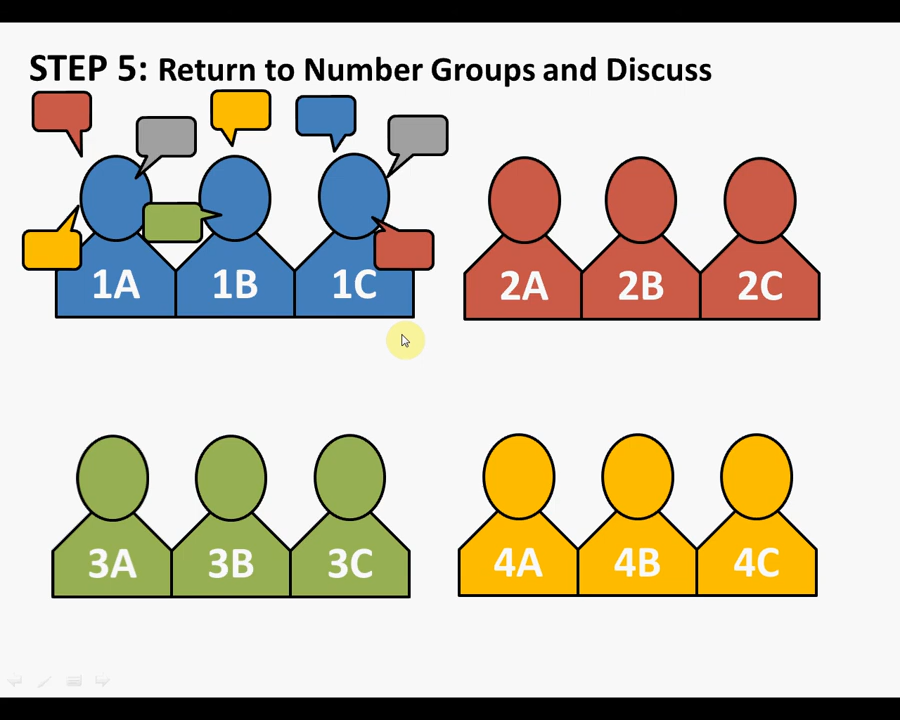 STEP 5: Return to Number Groups and Discuss
1A 1B 1C
2A 2B 2C
3A 3B 3C
4A 4B 4C